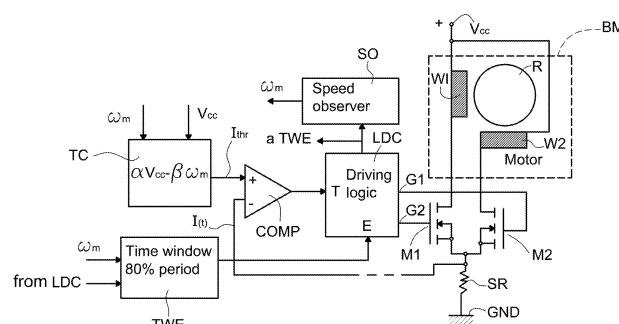 +
Vcc
BM
SO
WI
R
ωm
Speed
observer
ωm
Vcc
W2
a TWE
LDC
Motor
TC
Ithr
αVcc-βωm
+
Driving
T logic
G1
-
I(t)
COMP
E
G2
M1
M2
ωm
Time window
80% period
from LDC
SR
GND
TWE